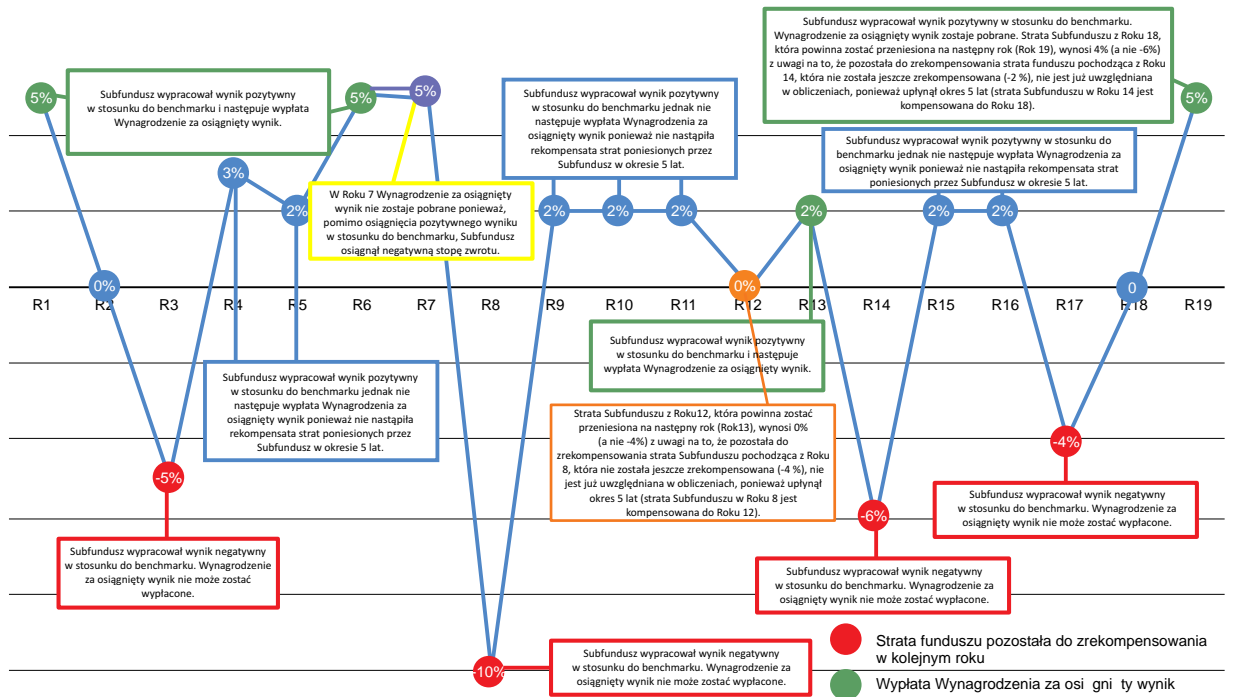 Subfundusz wypracował wynik pozytywny w stosunku do benchmarku.
Wynagrodzenie za osiągnięty wynik zostaje pobrane. Strata Subfunduszu z Roku 18,
która powinna zostać przeniesiona na następny rok (Rok 19), wynosi 4% (a nie -6%)
z uwagi na to, że pozostała do zrekompensowania strata funduszu pochodząca z Roku
14, która nie została jeszcze zrekompensowana (-2 %), nie jest już uwzględniana
w obliczeniach, ponieważ upłynął okres 5 lat (strata Subfunduszu w Roku 14 jest
kompensowana do Roku 18).
Subfundusz wypracował wynik pozytywny
w stosunku do benchmarku i następuje wypłata
Wynagrodzenie za osiągnięty wynik.
Subfundusz wypracował wynik pozytywny
w stosunku do benchmarku jednak nie
następuje wypłata Wynagrodzenia za
osiągnięty wynik ponieważ nie nastąpiła
rekompensata strat poniesionych przez
Subfundusz w okresie 5 lat.
Subfundusz wypracował wynik pozytywny w stosunku do
benchmarku jednak nie następuje wypłata Wynagrodzenia za
osiągnięty wynik ponieważ nie nastąpiła rekompensata strat
poniesionych przez Subfundusz w okresie 5 lat.
W Roku 7 Wynagrodzenie za osiągnięty
wynik nie zostaje pobrane ponieważ,
pomimo osiągnięcia pozytywnego wyniku
w stosunku do benchmark, Subfundusz
osiągnął negatywną stopę zwrotu.
5%
0%
-5%
3%
2%
5%
5%
-10%
2%
2%
2%
0%
2%
-6%
2%
2%
-4%
0
5%
R1
R2
R3
R4
R5
R6
R7
R8
R9
R10
R11
R12
R13
R14
R15
R16
R17
R18
R19
Subfundusz wypracował wynik pozytywny
w stosunku do benchmarku i następuje
wypłata Wynagrodzenie za osiągnięty wynik.
Subfundusz wypracował wynik pozytywny
w stosunku do benchmarku jednak nie
następuje wypłata Wynagrodzenia za
osiągnięty wynik ponieważ nie nastąpiła
rekompensata strat poniesionych przez
Subfundusz w okresie 5 lat.
Strata Subfunduszu z Roku12, która powinna zostać
przeniesiona na następny rok (Rok13), wynosi 0%
(a nie -4%) z uwagi na to, że pozostała do
zrekompensowania strata Subfunduszu pochodząca z Roku
8, która nie została jeszcze zrekompensowana (-4 %), nie
jest już uwzględniana w obliczeniach, ponieważ upłynął
okres 5 lat (strata Subfunduszu w Roku 8 jest
kompensowana do Roku 12).
Subfundusz wypracował wynik negatywny
w stosunku do benchmarku. Wynagrodzenie za
osiągnięty wynik nie może zostać wypłacone.
Subfundusz wypracował wynik negatywny
w stosunku do benchmarku. Wynagrodzenie
za osiągnięty wynik nie może zostać
wypłacone.
Subfundusz wypracował wynik negatywny
w stosunku do benchmarku. Wynagrodzenie za
osiągnięty wynik nie może zostać wypłacone.
Subfundusz wypracował wynik negatywny
w stosunku do benchmarku. Wynagrodzenie za
osiągnięty wynik nie może zostać wypłacone.
Strata funduszu pozostała do zrekompensowania
w kolejnym roku
Wypłata Wynagrodzenia za osi gni ty wynik